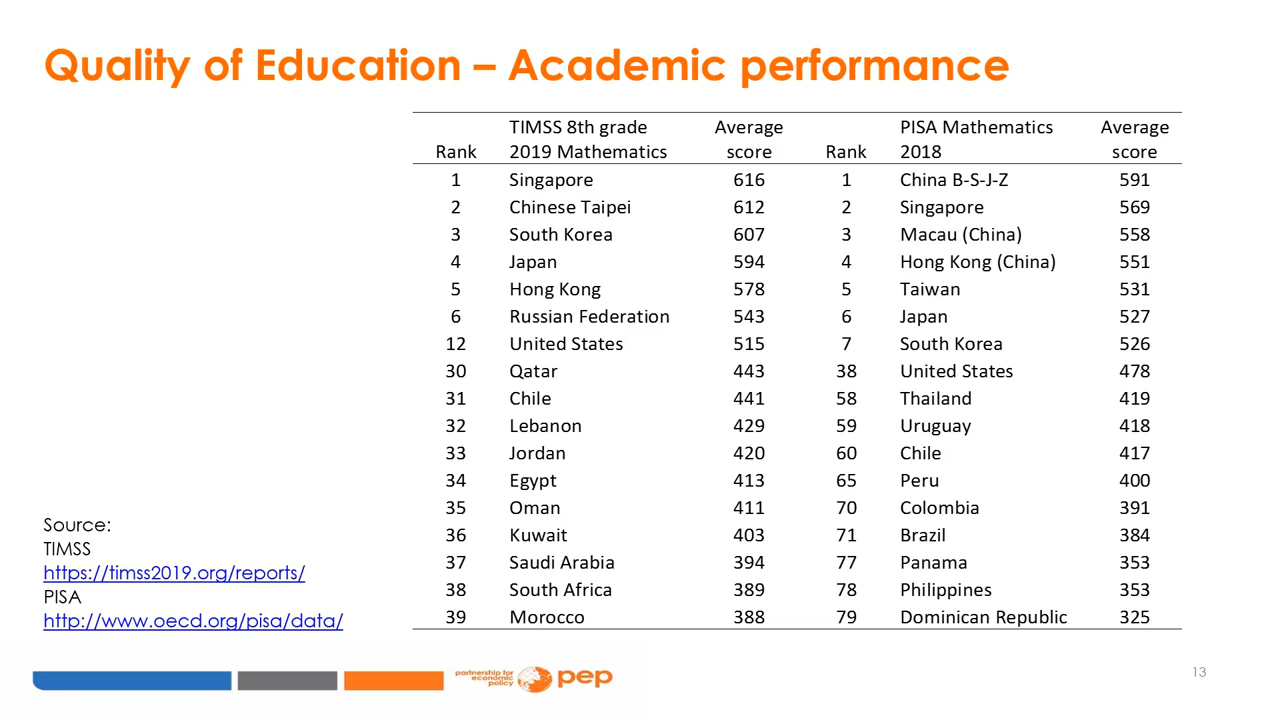 Quality of Education – Academic performance
Rank TIMSS 8th grade 2019 Mathematics Average score Rank PISA Mathematics 2018 Average score
1 Singapore 616 1 China B-S-J-Z 591
2 Chinese Taipei 612 2 Singapore 569
3 South Korea 607 3 Macau (China) 558
4 Japan 594 4 Hong Kong (China) 551
5 Hong Kong 578 5 Taiwan 531
6 Russian Federation 543 6 Japan 527
12 United States 515 7 South Korea 526
30 Qatar 443 38 United States 478
31 Chile 441 58 Thailand 419
32 Lebanon 429 59 Uruguay 418
33 Jordan 420 60 Chile 417
34 Egypt 413 65 Peru 400
35 Oman 411 70 Colombia 391
36 Kuwait 403 71 Brazil 384
37 Saudi Arabia 394 77 Panama 353
38 South Africa 389 78 Philippines 353
39 Morocco 388 79 Dominican Republic 325
Source:
TIMSS
https://timss2019.org/reports/
PISA
http://www.oecd.org/pisa/data/
partnership for
economic
policy
pep
13